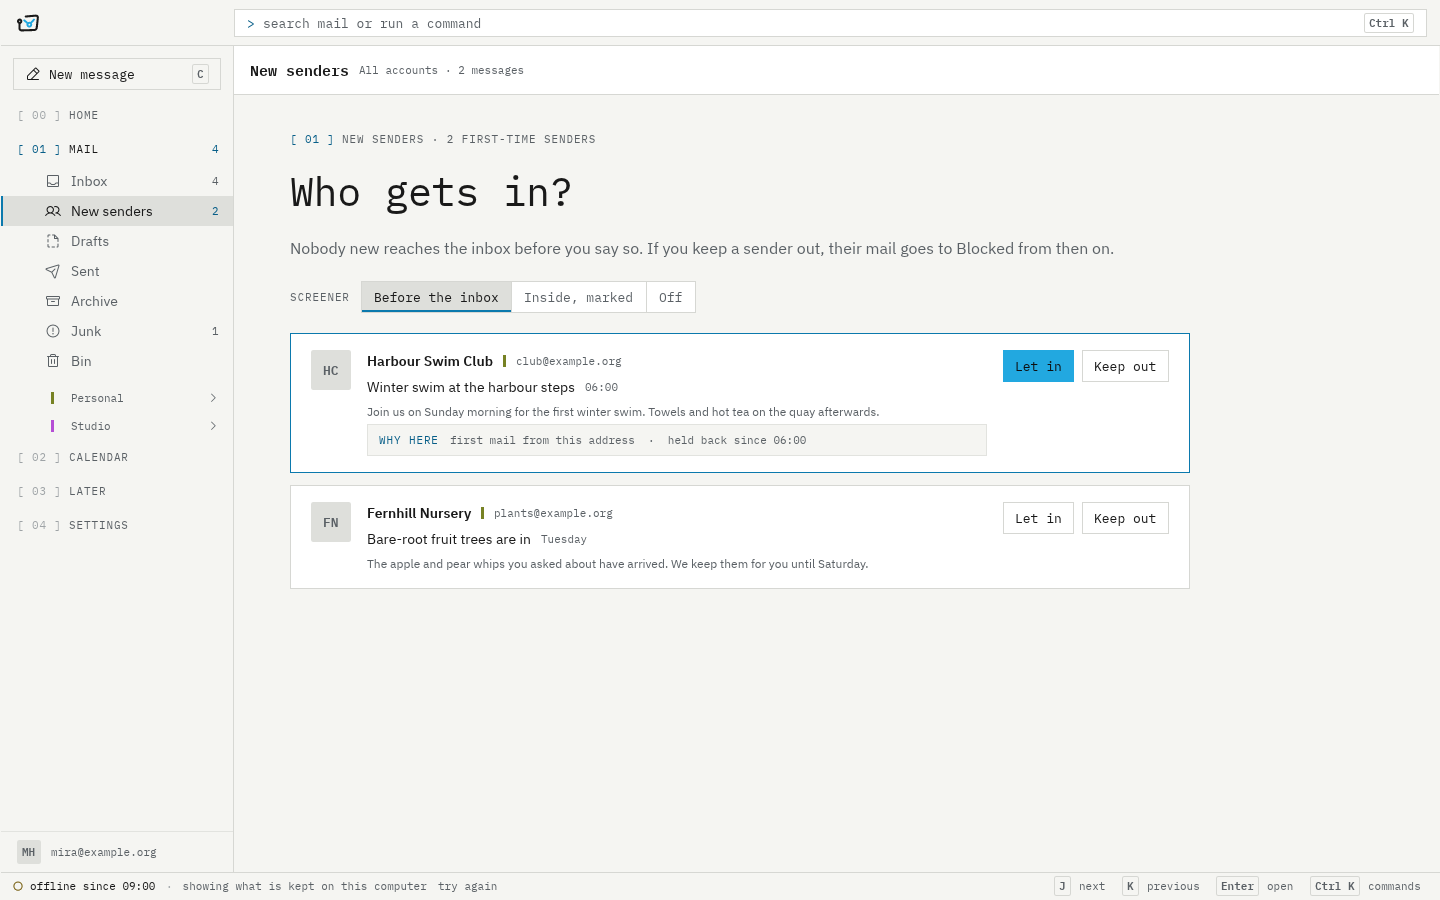 > search mail or run a command Ctrl K
New message C
New senders All accounts · 2 messages
[ 00 ] HOME
[ 01 ] MAIL 4
Inbox 4
New senders 2
Drafts
Sent
Archive
Junk 1
Bin
Personal
Studio
[ 02 ] CALENDAR
[ 03 ] LATER
[ 04 ] SETTINGS
MH mira@example.org
[ 01 ] NEW SENDERS · 2 FIRST-TIME SENDERS
Who gets in?
Nobody new reaches the inbox before you say so. If you keep a sender out, their mail goes to Blocked from then on.
SCREENER Before the inbox Inside, marked Off
HC Harbour Swim Club club@example.org Let in Keep out
Winter swim at the harbour steps 06:00
Join us on Sunday morning for the first winter swim. Towels and hot tea on the quay afterwards.
WHY HERE first mail from this address · held back since 06:00
FN Fernhill Nursery plants@example.org Let in Keep out
Bare-root fruit trees are in Tuesday
The apple and pear whips you asked about have arrived. We keep them for you until Saturday.
offline since 09:00 · showing what is kept on this computer try again J next K previous Enter open Ctrl K commands